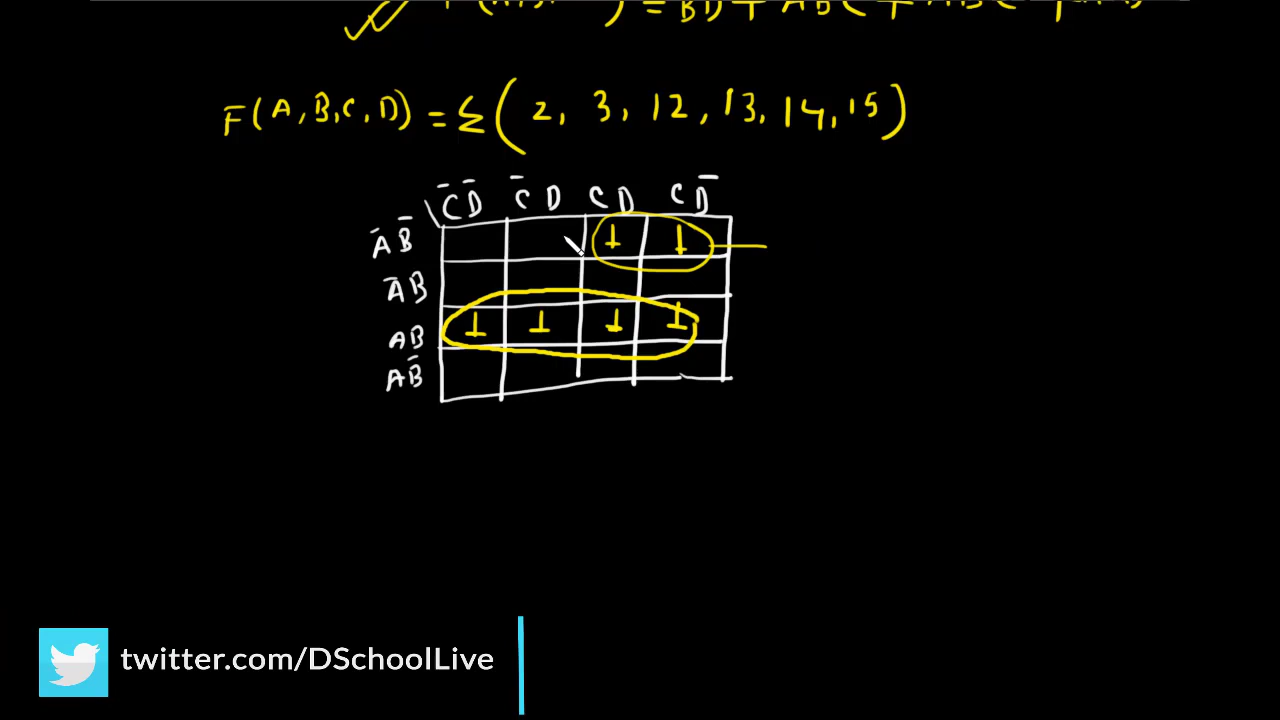 F(A,B,C,D) = Σ(2, 3, 12, 13, 14, 15)
C̄D̄ C̄D CD CD̄
ĀB̄ 1 1
ĀB
AB 1 1 1 1
AB̄
twitter.com/DSchoolLive